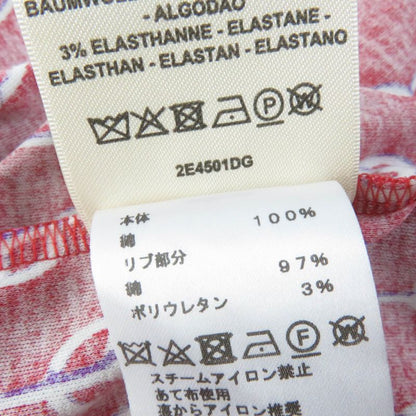 BAUMWOLLE
- ALGODAO
3% ELASTHANNE - ELASTANE -
ELASTHAN - ELASTAN - ELASTANO
P
W
2E4501DG
本体 100%
綿
リブ部分 97%
綿 3%
ポリウレタン
F
W
スチームアイロン禁止
あて布使用
裏からアイロン推奨